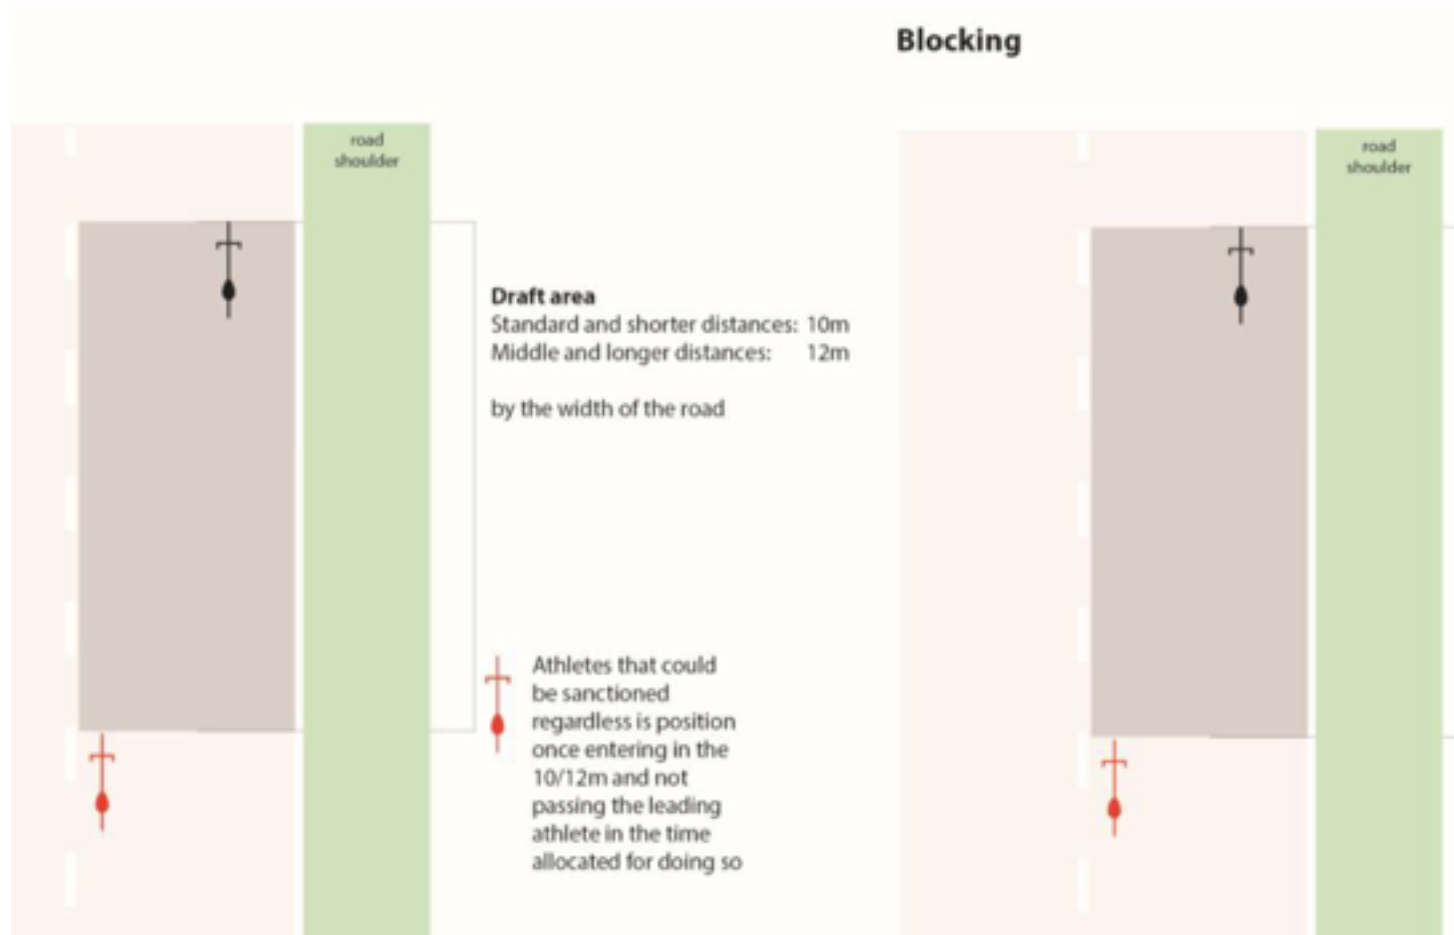 Blocking
road
shoulder
Draft area
Standard and shorter distances: 10m
Middle and longer distances: 12m
by the width of the road
Athletes that could
be sanctioned
regardless is position
once entering in the
10/12m and not
passing the leading
athlete in the time
allocated for doing so
road
shoulder